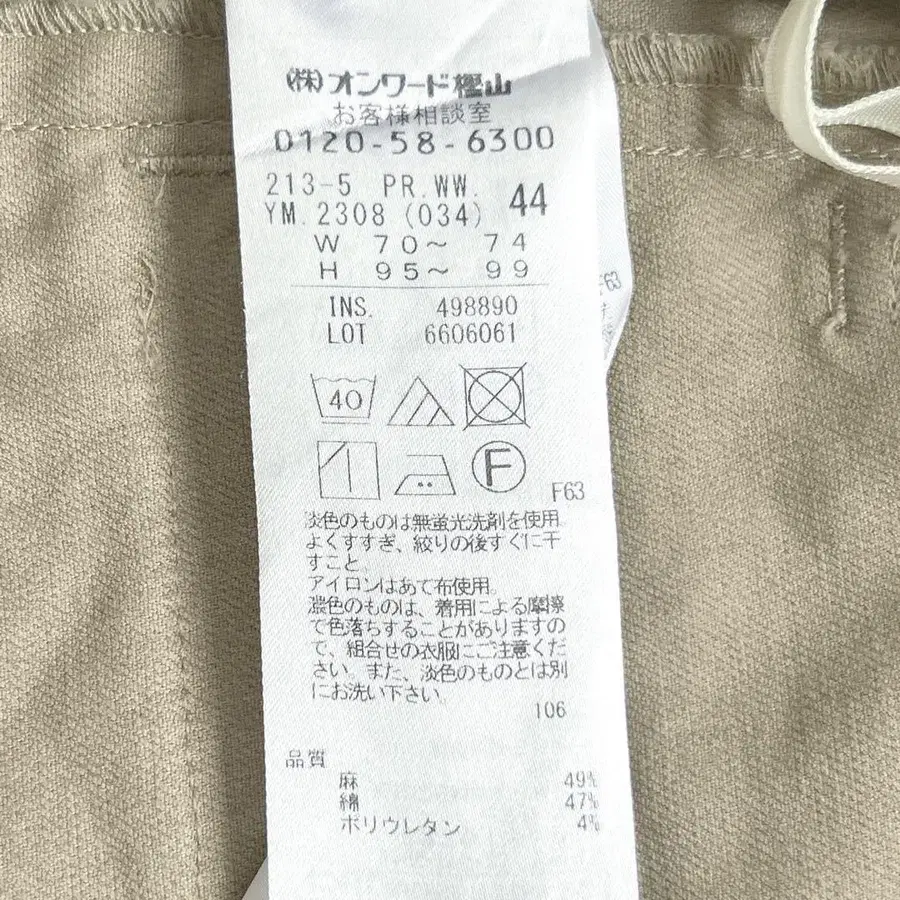 ㈱オンワード樫山
お客様相談室
0120-58-6300
213-5 PR.WW.
YM.2308 (034) 44
W 70～ 74
H 95～ 99
INS. 498890
LOT 6606061
40
F
F63
淡色のものは無蛍光洗剤を使用。
よくすすぎ、絞りの後すぐに干
すこと。
アイロンはあて布使用。
濃色のものは、着用による摩擦
で色落ちすることがありますの
で、組合せの衣服にご注意くだ
さい。また、淡色のものとは別
にお洗い下さい。
106
品質
麻 49%
綿 47%
ポリウレタン 4%